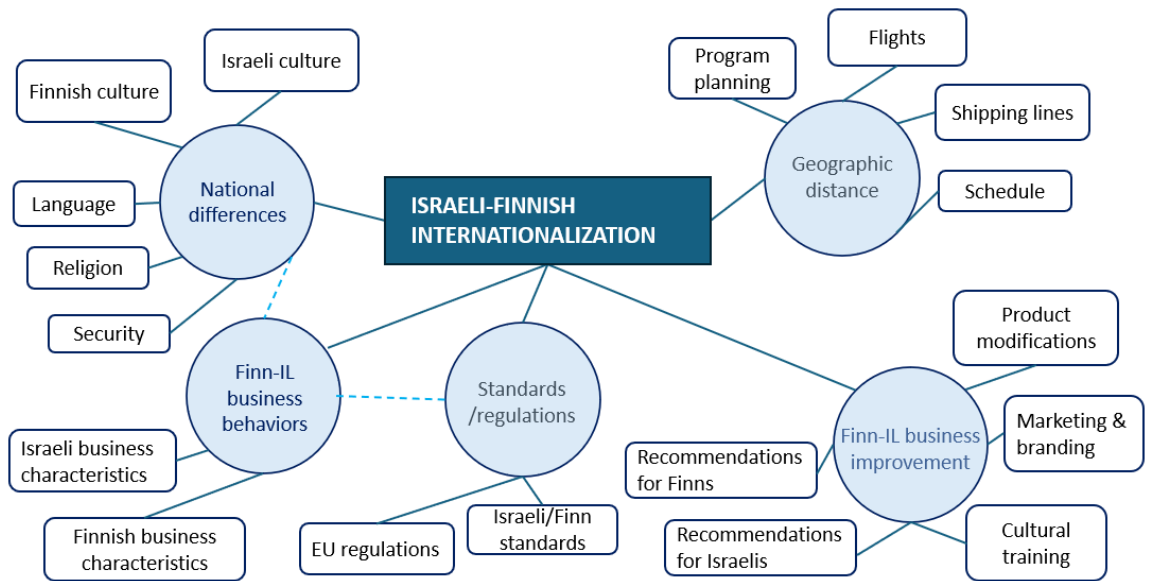 Israeli culture
Finnish culture
Language
Religion
Security
National
differences
ISRAELI-FINNISH
INTERNATIONALIZATION
Program
planning
Flights
Shipping lines
Schedule
Geographic
distance
Finn-IL
business
behaviors
Israeli business
characteristics
Finnish business
characteristics
Standards
/regulations
EU regulations
Israeli/Finn
standards
Finn-IL business
improvement
Product
modifications
Marketing &
branding
Recommendations
for Finns
Recommendations
for Israelis
Cultural
training